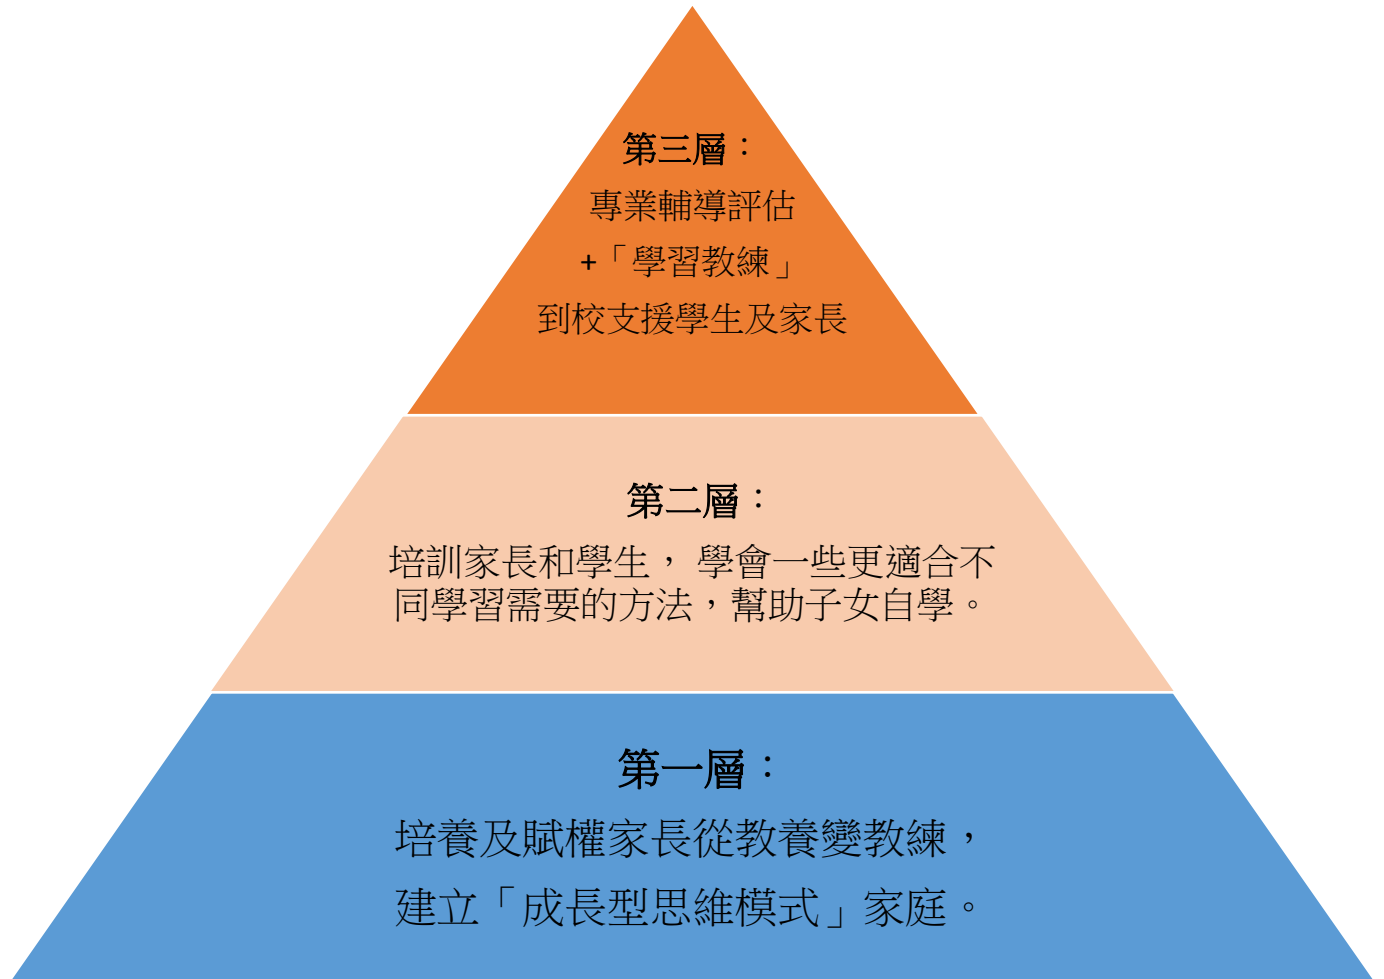 第三層：
專業輔導評估
+「學習教練」
到校支援學生及家長
第二層：
培訓家長和學生， 學會一些更適合不
同學習需要的方法，幫助子女自學。
第一層：
培養及賦權家長從教養變教練，
建立「成長型思維模式」家庭。